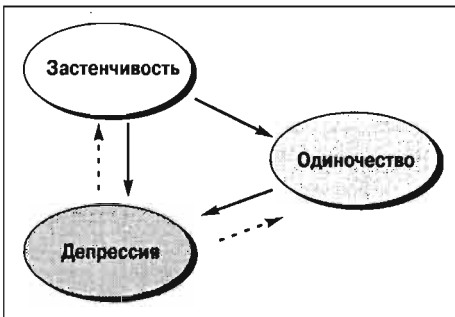 Застенчивость
Одиночество
Депрессия